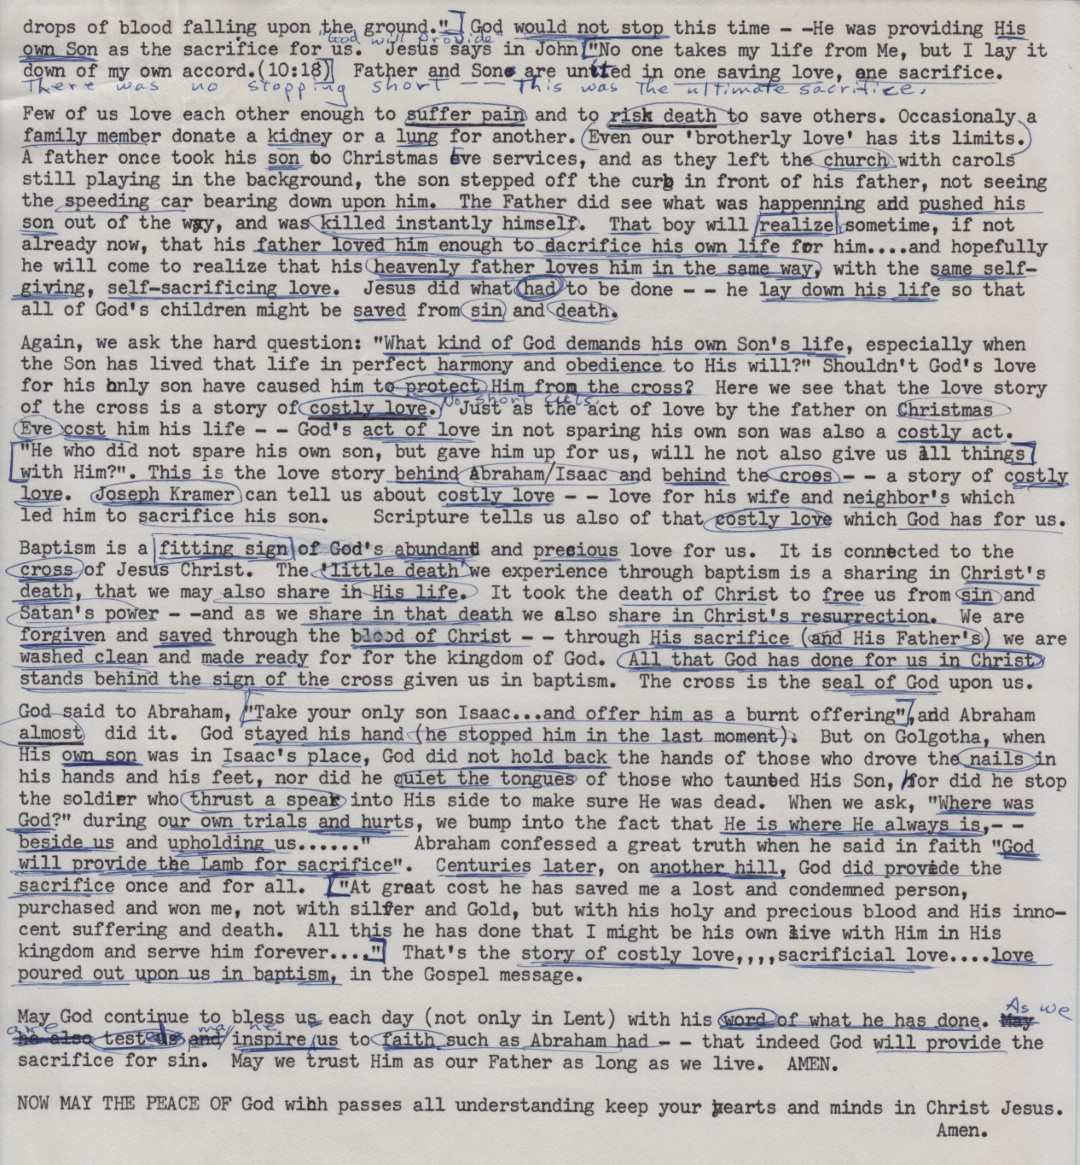 drops of blood falling upon the ground." God would not stop this time - -He was providing His
"God will provide"
own Son as the sacrifice for us. Jesus says in John "No one takes my life from Me, but I lay it
down of my own accord.(10:18) Father and Son are united in one saving love, one sacrifice.
There was no stopping short -- This was the ultimate sacrifice.
Few of us love each other enough to suffer pain and to risk death to save others. Occasionaly a
family member donate a kidney or a lung for another. Even our 'brotherly love' has its limits.
A father once took his son to Christmas Eve services, and as they left the church with carols
still playing in the background, the son stepped off the curb in front of his father, not seeing
the speeding car bearing down upon him. The Father did see what was happenning and pushed his
son out of the way, and was killed instantly himself. That boy will realize sometime, if not
already now, that his father loved him enough to dacrifice his own life for him....and hopefully
he will come to realize that his heavenly father loves him in the same way, with the same self-
giving, self-sacrificing love. Jesus did what had to be done - - he lay down his life so that
all of God's children might be saved from sin and death.
Again, we ask the hard question: "What kind of God demands his own Son's life, especially when
the Son has lived that life in perfect harmony and obedience to His will?" Shouldn't God's love
for his only son have caused him to protect Him from the cross? Here we see that the love story
No short cuts.
of the cross is a story of costly love. Just as the act of love by the father on Christmas
Eve cost him his life - - God's act of love in not sparing his own son was also a costly act.
"He who did not spare his own son, but gave him up for us, will he not also give us all things
with Him?". This is the love story behind Abraham/Isaac and behind the cross - - a story of costly
love. Joseph Kramer can tell us about costly love - - love for his wife and neighbor's which
led him to sacrifice his son. Scripture tells us also of that costly love which God has for us.
Baptism is a fitting sign of God's abundant and precious love for us. It is connected to the
cross of Jesus Christ. The 'little death' we experience through baptism is a sharing in Christ's
death, that we may also share in His life. It took the death of Christ to free us from sin and
Satan's power - -and as we share in that death we also share in Christ's resurrection. We are
forgiven and saved through the blood of Christ - - through His sacrifice (and His Father's) we are
washed clean and made ready for for the kingdom of God. All that God has done for us in Christ
stands behind the sign of the cross given us in baptism. The cross is the seal of God upon us.
God said to Abraham, "Take your only son Isaac...and offer him as a burnt offering", and Abraham
almost did it. God stayed his hand (he stopped him in the last moment). But on Golgotha, when
His own son was in Isaac's place, God did not hold back the hands of those who drove the nails in
his hands and his feet, nor did he quiet the tongues of those who taunted His Son, nor did he stop
the soldier who thrust a spear into His side to make sure He was dead. When we ask, "Where was
God?" during our own trials and hurts, we bump into the fact that He is where He always is,- -
beside us and upholding us......" Abraham confessed a great truth when he said in faith "God
will provide the Lamb for sacrifice". Centuries later, on another hill, God did provide the
sacrifice once and for all. "At great cost he has saved me a lost and condemned person,
purchased and won me, not with silfer and Gold, but with his holy and precious blood and His inno-
cent suffering and death. All this he has done that I might be his own live with Him in His
kingdom and serve him forever...." That's the story of costly love,,,,sacrificial love....love
poured out upon us in baptism, in the Gospel message.
As we
May God continue to bless us each day (not only in Lent) with his word of what he has done. May
are may he
he also tested us and inspire us to faith such as Abraham had - - that indeed God will provide the
sacrifice for sin. May we trust Him as our Father as long as we live. AMEN.
NOW MAY THE PEACE OF God wihh passes all understanding keep your hearts and minds in Christ Jesus.
Amen.